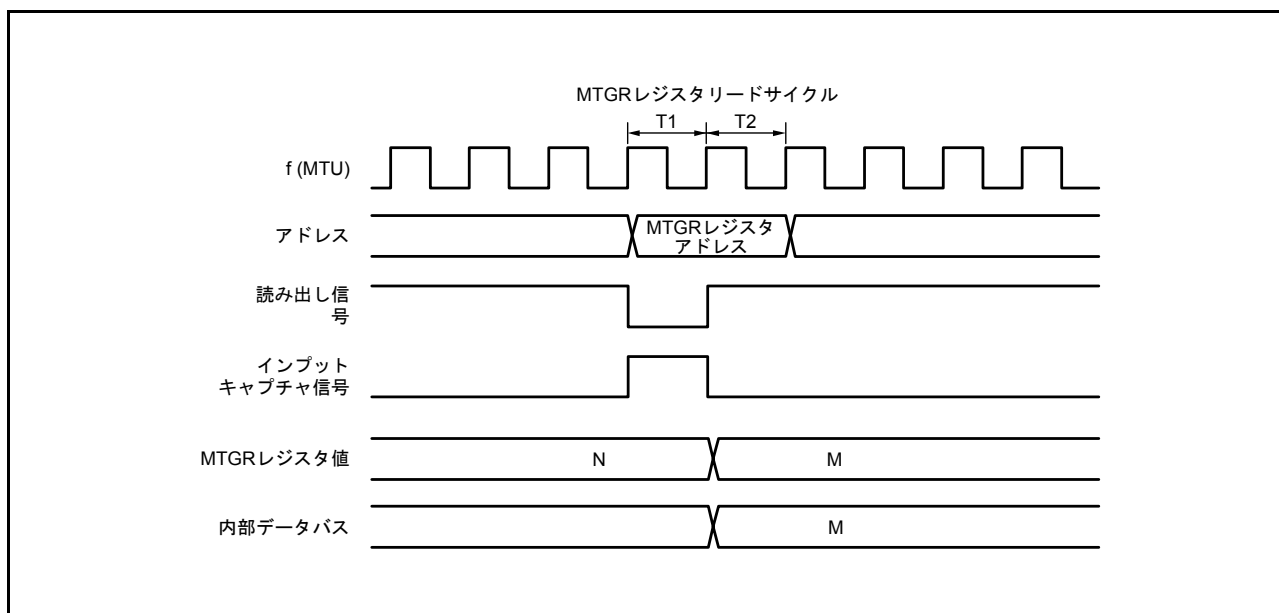 MTGRレジスタリードサイクル
T1 T2
f (MTU)
アドレス
MTGRレジスタ
アドレス
読み出し信
号
インプット
キャプチャ信号
MTGRレジスタ値
N M
内部データバス
M